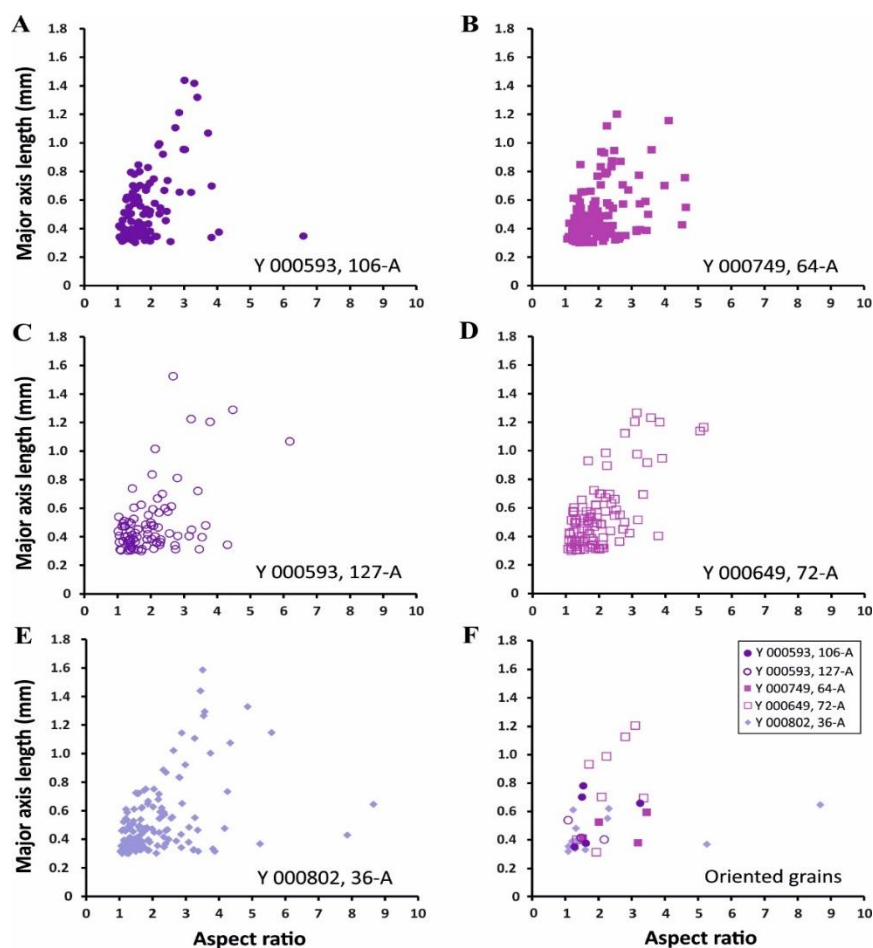 A
B
Major axis length (mm)
1.8
1.6
1.4
1.2
1.0
0.8
0.6
0.4
0.2
0
0 1 2 3 4 5 6 7 8 9 10
Y 000593, 106-A
1.8
1.6
1.4
1.2
1.0
0.8
0.6
0.4
0.2
0
0 1 2 3 4 5 6 7 8 9 10
Y 000749, 64-A
C
D
Major axis length (mm)
1.8
1.6
1.4
1.2
1.0
0.8
0.6
0.4
0.2
0
0 1 2 3 4 5 6 7 8 9 10
Y 000593, 127-A
1.8
1.6
1.4
1.2
1.0
0.8
0.6
0.4
0.2
0
0 1 2 3 4 5 6 7 8 9 10
Y 000649, 72-A
E
F
Major axis length (mm)
1.8
1.6
1.4
1.2
1.0
0.8
0.6
0.4
0.2
0
0 1 2 3 4 5 6 7 8 9 10
Y 000802, 36-A
Aspect ratio
1.8
1.6
1.4
1.2
1.0
0.8
0.6
0.4
0.2
0
0 1 2 3 4 5 6 7 8 9 10
Y 000593, 106-A
Y 000593, 127-A
Y 000749, 64-A
Y 000649, 72-A
Y 000802, 36-A
Oriented grains
Aspect ratio